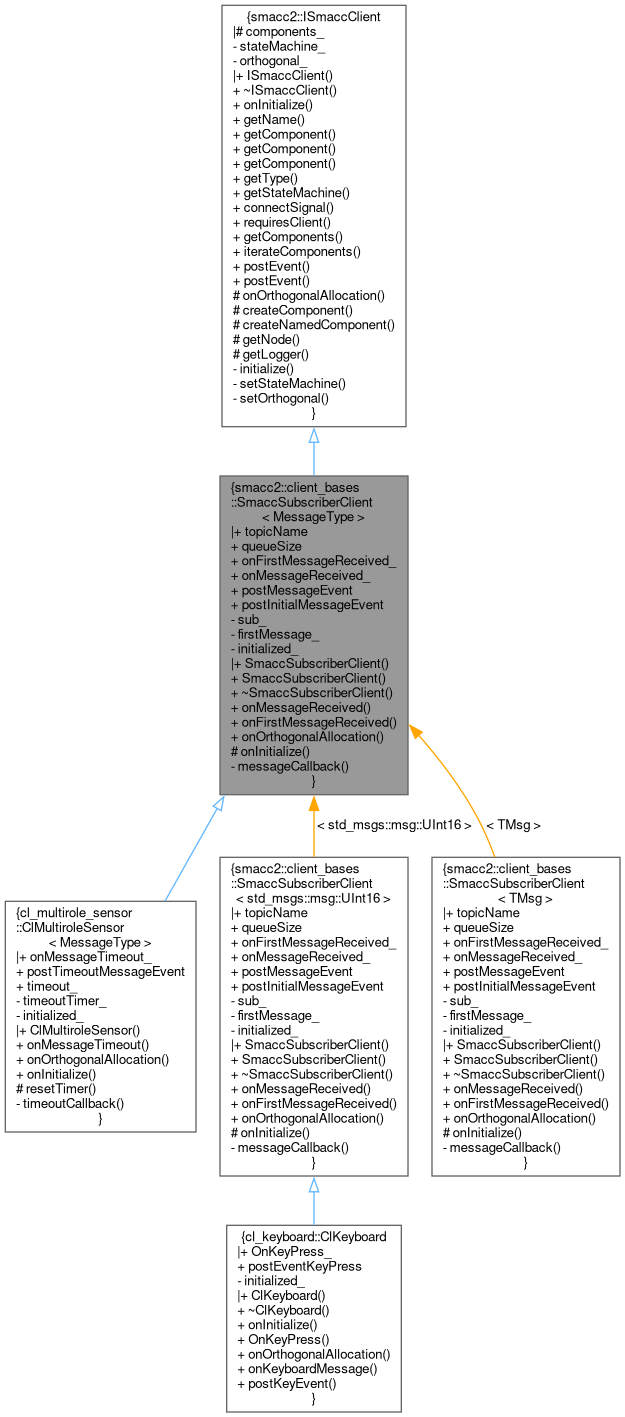 {smacc2::ISmaccClient
|# components_
- stateMachine_
- orthogonal_
|+ ISmaccClient()
+ ~ISmaccClient()
+ onInitialize()
+ getName()
+ getComponent()
+ getComponent()
+ getComponent()
+ getType()
+ getStateMachine()
+ connectSignal()
+ requiresClient()
+ getComponents()
+ iterateComponents()
+ postEvent()
+ postEvent()
# onOrthogonalAllocation()
# createComponent()
# createNamedComponent()
# getNode()
# getLogger()
- initialize()
- setStateMachine()
- setOrthogonal()
}
{smacc2::client_bases
::SmaccSubscriberClient
< MessageType >
|+ topicName
+ queueSize
+ onFirstMessageReceived_
+ onMessageReceived_
+ postMessageEvent
+ postInitialMessageEvent
- sub_
- firstMessage_
- initialized_
|+ SmaccSubscriberClient()
+ SmaccSubscriberClient()
+ ~SmaccSubscriberClient()
+ onMessageReceived()
+ onFirstMessageReceived()
+ onOrthogonalAllocation()
# onInitialize()
- messageCallback()
}
< std_msgs::msg::UInt16 >
< TMsg >
{cl_multirole_sensor
::ClMultiroleSensor
< MessageType >
|+ onMessageTimeout_
+ postTimeoutMessageEvent
+ timeout_
- timeoutTimer_
- initialized_
|+ ClMultiroleSensor()
+ onMessageTimeout()
+ onOrthogonalAllocation()
+ onInitialize()
# resetTimer()
- timeoutCallback()
}
{smacc2::client_bases
::SmaccSubscriberClient
< std_msgs::msg::UInt16 >
|+ topicName
+ queueSize
+ onFirstMessageReceived_
+ onMessageReceived_
+ postMessageEvent
+ postInitialMessageEvent
- sub_
- firstMessage_
- initialized_
|+ SmaccSubscriberClient()
+ SmaccSubscriberClient()
+ ~SmaccSubscriberClient()
+ onMessageReceived()
+ onFirstMessageReceived()
+ onOrthogonalAllocation()
# onInitialize()
- messageCallback()
}
{smacc2::client_bases
::SmaccSubscriberClient
< TMsg >
|+ topicName
+ queueSize
+ onFirstMessageReceived_
+ onMessageReceived_
+ postMessageEvent
+ postInitialMessageEvent
- sub_
- firstMessage_
- initialized_
|+ SmaccSubscriberClient()
+ SmaccSubscriberClient()
+ ~SmaccSubscriberClient()
+ onMessageReceived()
+ onFirstMessageReceived()
+ onOrthogonalAllocation()
# onInitialize()
- messageCallback()
}
{cl_keyboard::ClKeyboard
|+ OnKeyPress_
+ postEventKeyPress
- initialized_
|+ ClKeyboard()
+ ~ClKeyboard()
+ onInitialize()
+ OnKeyPress()
+ onOrthogonalAllocation()
+ onKeyboardMessage()
+ postKeyEvent()
}